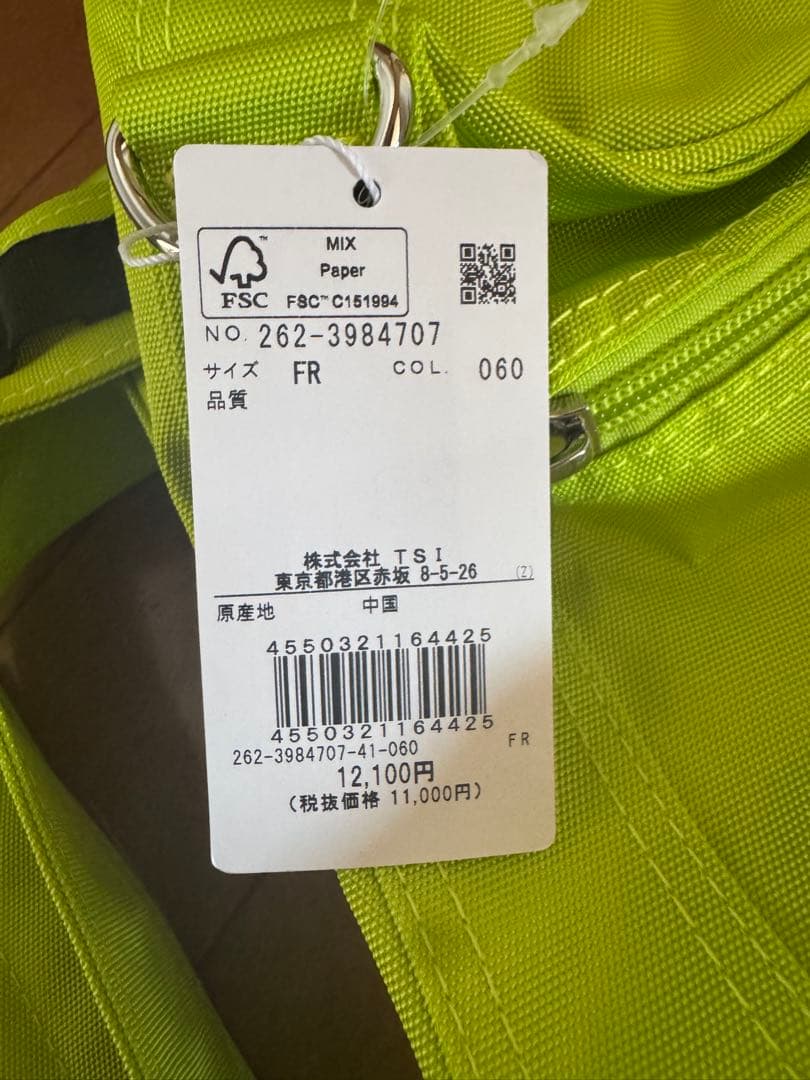 MIX
Paper
FSC™ C151994
FSC
NO. 262-3984707
サイズ FR COL. 060
品質
株式会社 TSI
東京都港区赤坂 8-5-26 (Z)
原産地 中国
4550321164425
4550321164425
262-3984707-41-060 FR
12,100円
(税抜価格 11,000円)